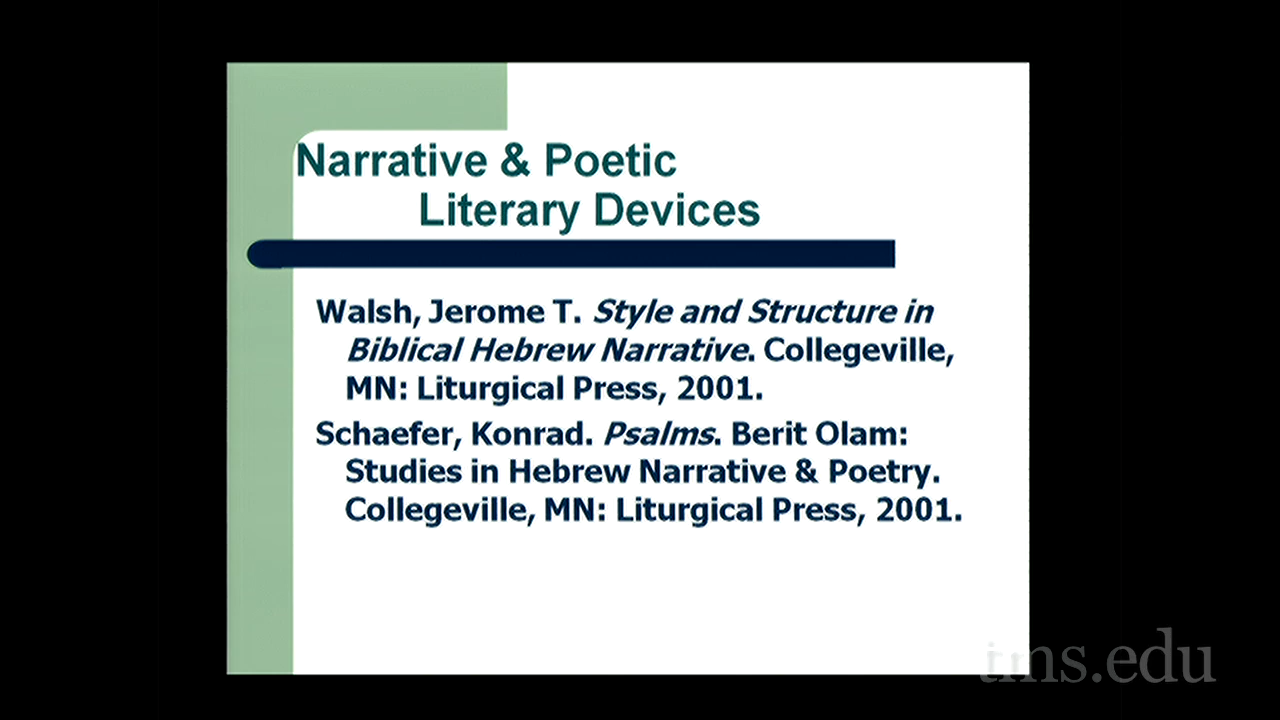 Narrative & Poetic
Literary Devices
Walsh, Jerome T. Style and Structure in
Biblical Hebrew Narrative. Collegeville,
MN: Liturgical Press, 2001.
Schaefer, Konrad. Psalms. Berit Olam:
Studies in Hebrew Narrative & Poetry.
Collegeville, MN: Liturgical Press, 2001.
tms.edu